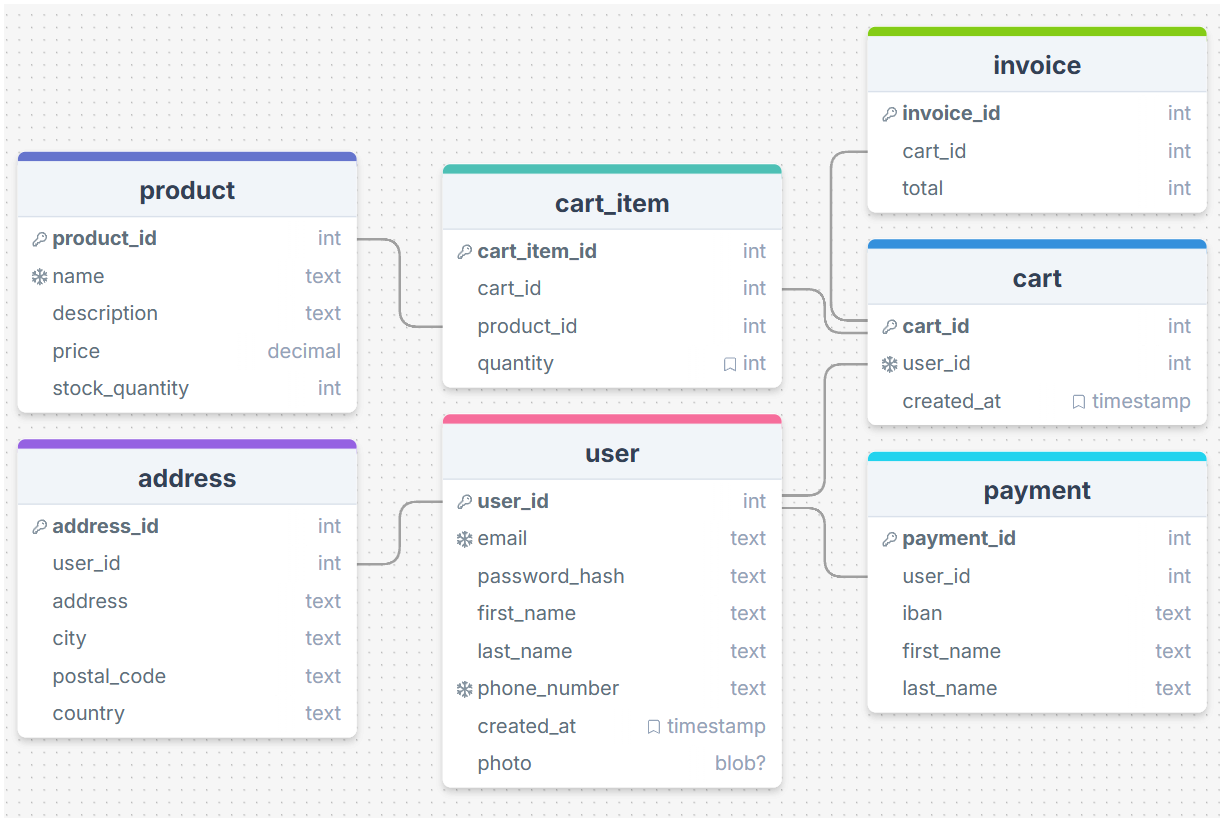 product
product_id int
name text
description text
price decimal
stock_quantity int
address
address_id int
user_id int
address text
city text
postal_code text
country text
cart_item
cart_item_id int
cart_id int
product_id int
quantity int
user
user_id int
email text
password_hash text
first_name text
last_name text
phone_number text
created_at timestamp
photo blob?
invoice
invoice_id int
cart_id int
total int
cart
cart_id int
user_id int
created_at timestamp
payment
payment_id int
user_id int
iban text
first_name text
last_name text